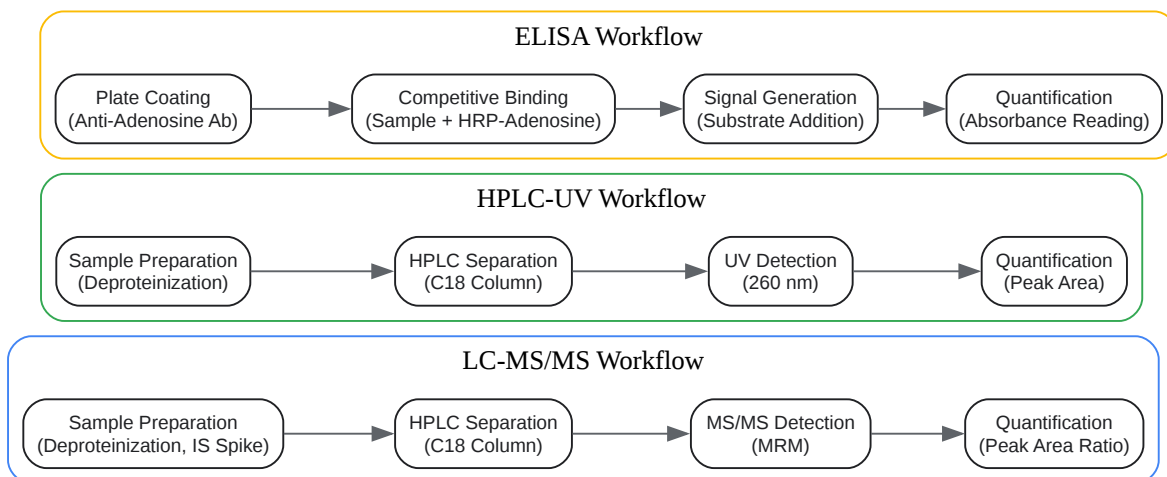 ELISA Workflow
Plate Coating
(Anti-Adenosine Ab)
Competitive Binding
(Sample + HRP-Adenosine)
Signal Generation
(Substrate Addition)
Quantification
(Absorbance Reading)
HPLC-UV Workflow
Sample Preparation
(Deproteinization)
HPLC Separation
(C18 Column)
UV Detection
(260 nm)
Quantification
(Peak Area)
LC-MS/MS Workflow
Sample Preparation
(Deproteinization, IS Spike)
HPLC Separation
(C18 Column)
MS/MS Detection
(MRM)
Quantification
(Peak Area Ratio)